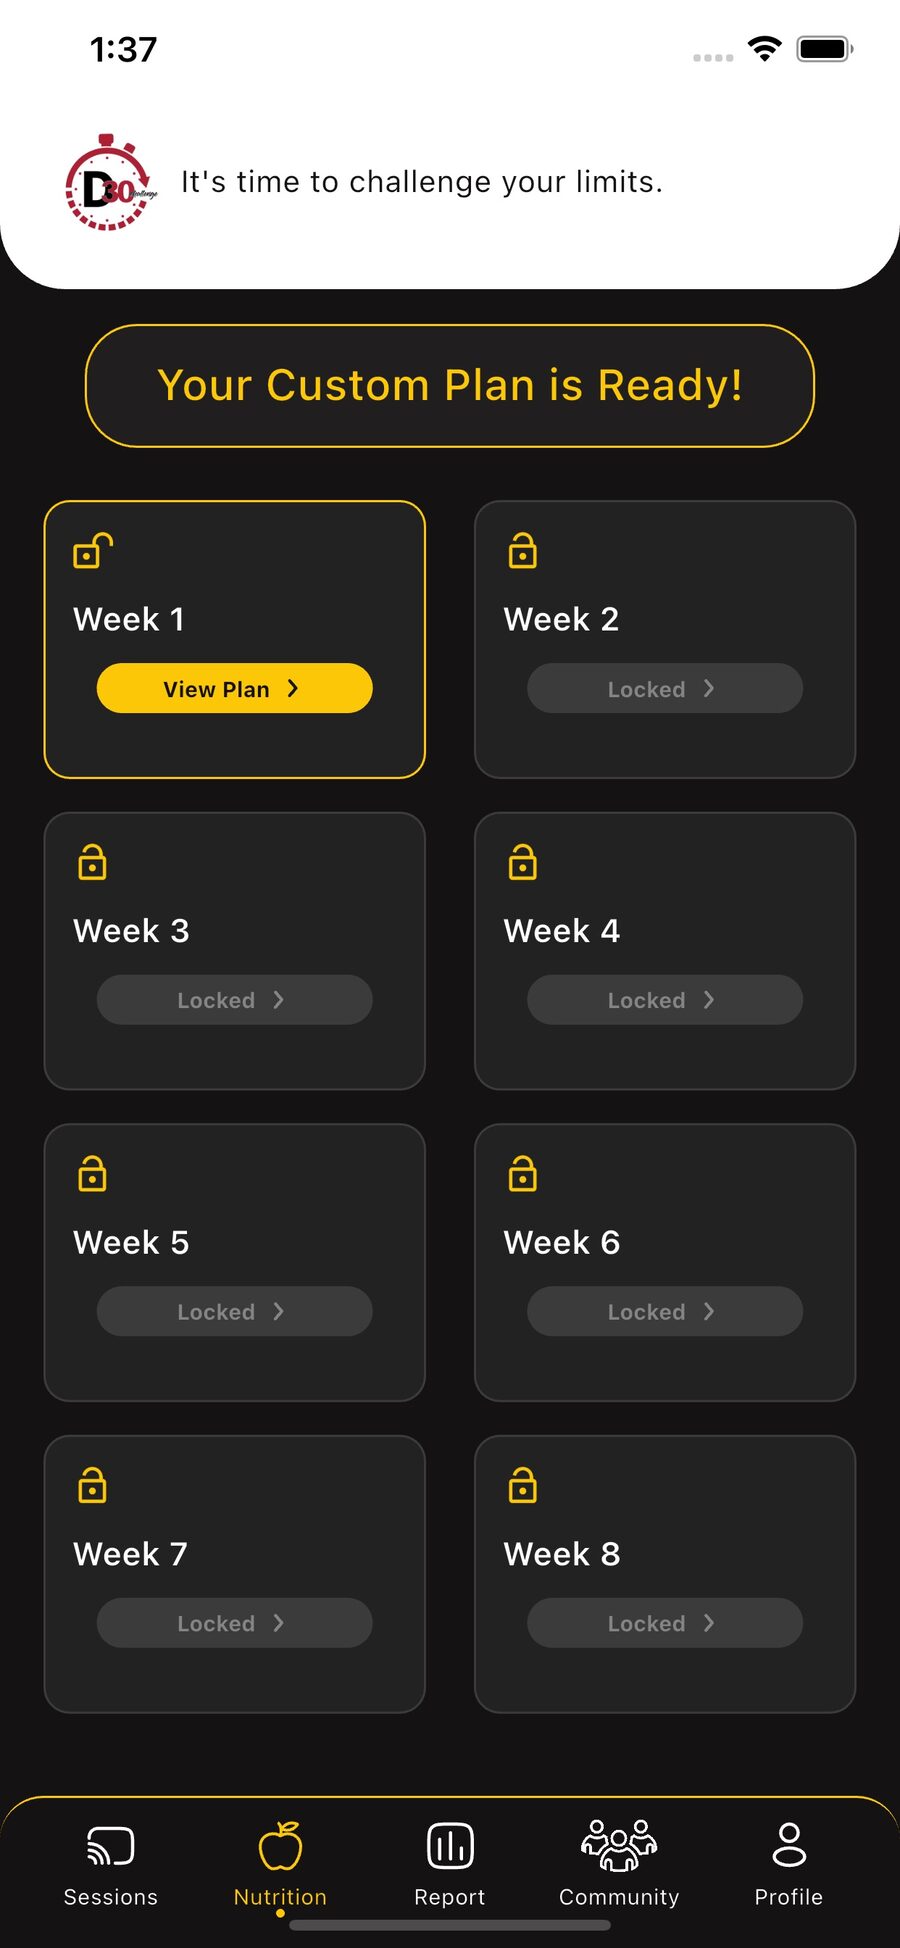 1:37
D30 challenge
It's time to challenge your limits.
Your Custom Plan is Ready!
Week 1
View Plan
Week 2
Locked
Week 3
Locked
Week 4
Locked
Week 5
Locked
Week 6
Locked
Week 7
Locked
Week 8
Locked
Sessions
Nutrition
Report
Community
Profile